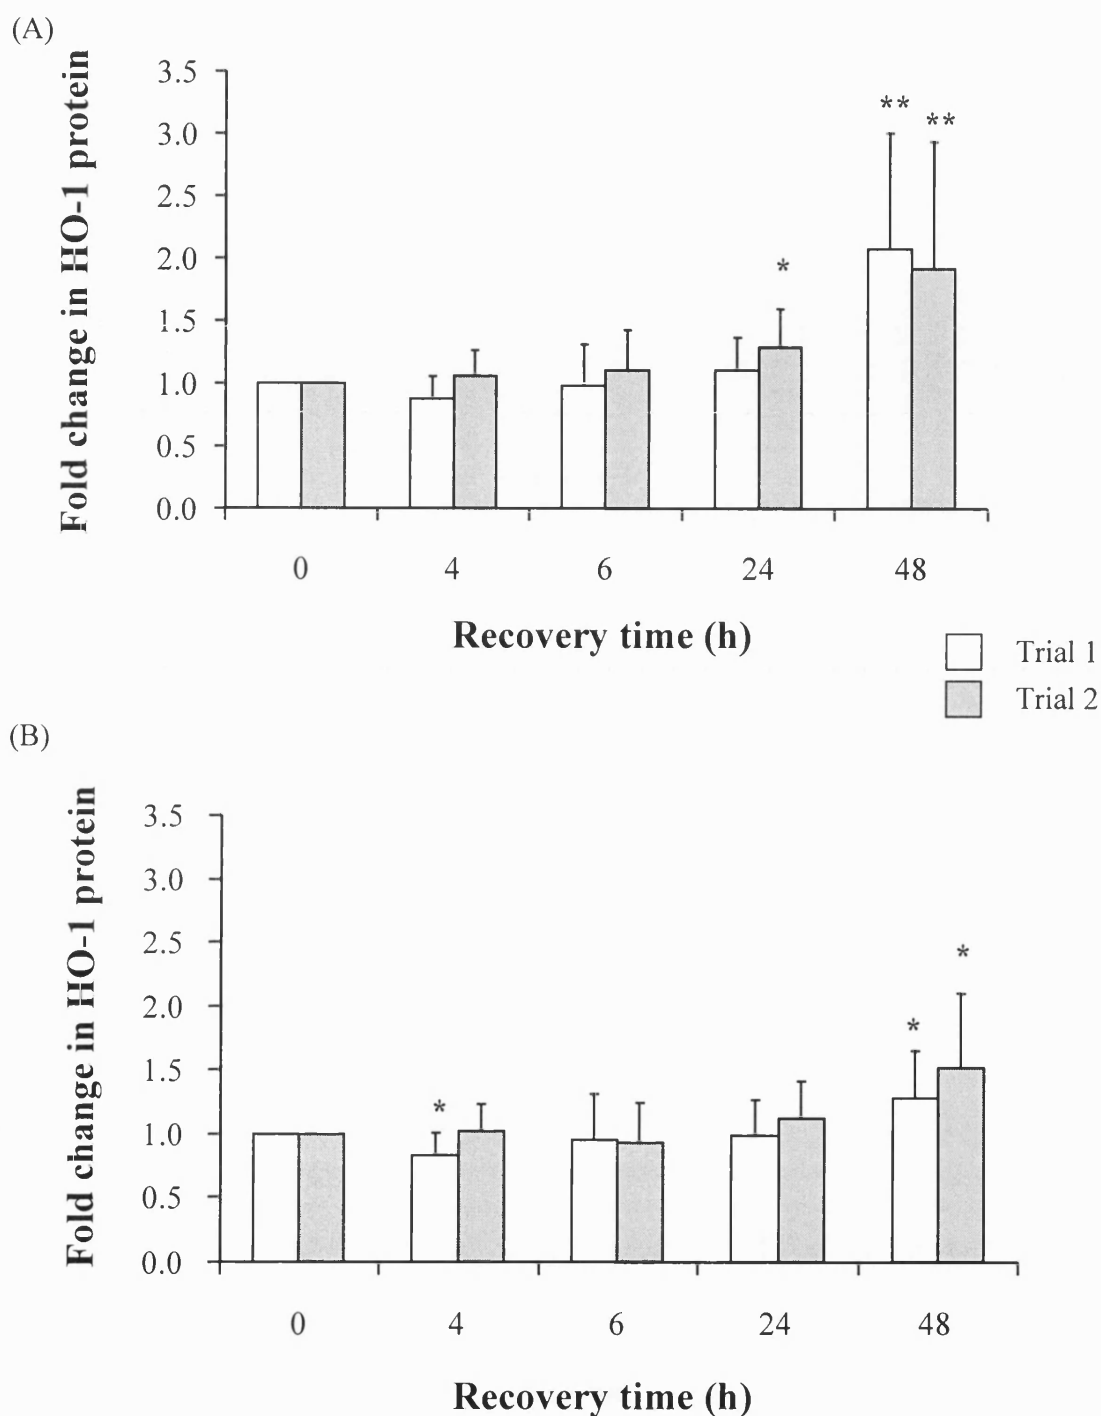 (A)
Fold change in HO-1 protein
3.5
3.0
2.5
2.0
1.5
1.0
0.5
0.0
** **
*
0 4 6 24 48
Recovery time (h)
Trial 1
Trial 2
(B)
Fold change in HO-1 protein
3.5
3.0
2.5
2.0
1.5
1.0
0.5
0.0
*
*
*
0 4 6 24 48
Recovery time (h)